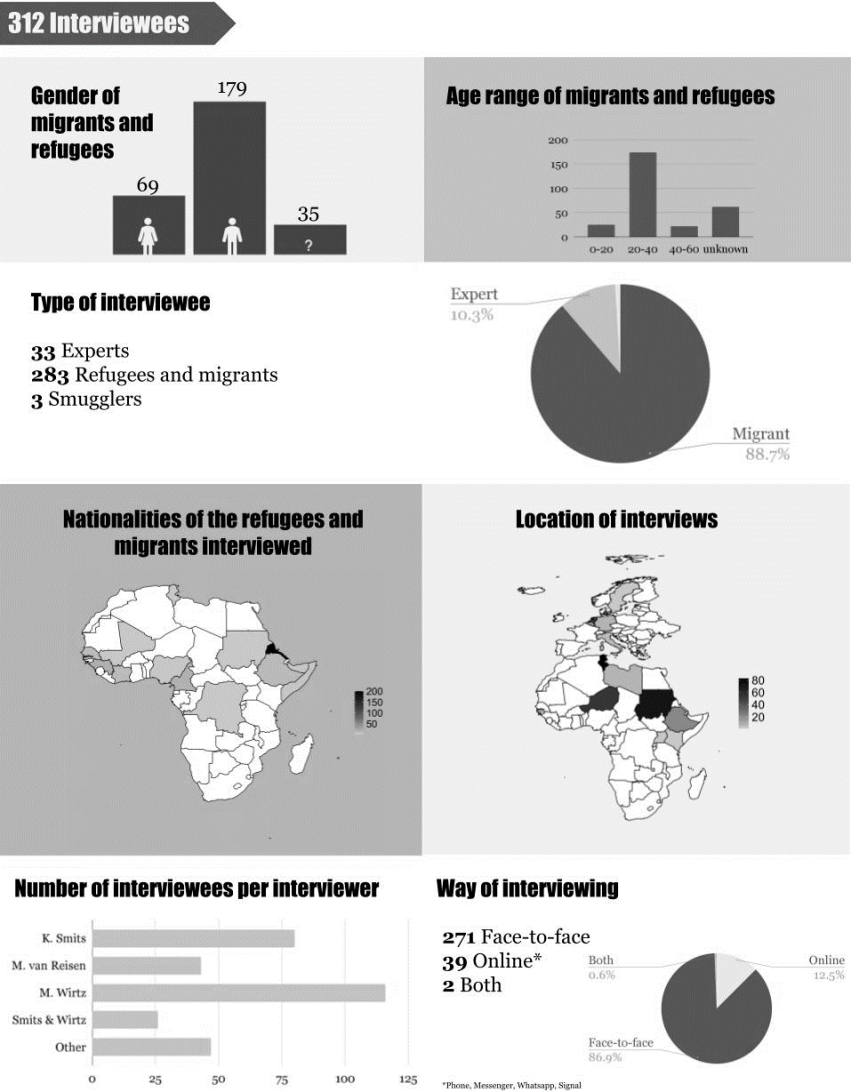 312 Interviewees
Gender of
migrants and
refugees
69
179
35
?
Age range of migrants and refugees
200
150
100
50
0
0-20 20-40 40-60 unknown
Type of interviewee
33 Experts
283 Refugees and migrants
3 Smugglers
Expert
10.3%
Migrant
88.7%
Nationalities of the refugees and
migrants interviewed
200
150
100
50
Location of interviews
80
60
40
20
Number of interviewees per interviewer
K. Smits
M. van Reisen
M. Wirtz
Smits & Wirtz
Other
0 25 50 75 100 125
Way of interviewing
271 Face-to-face
39 Online*
2 Both
Both
0.6%
Online
12.5%
Face-to-face
86.9%
*Phone, Messenger, Whatsapp, Signal